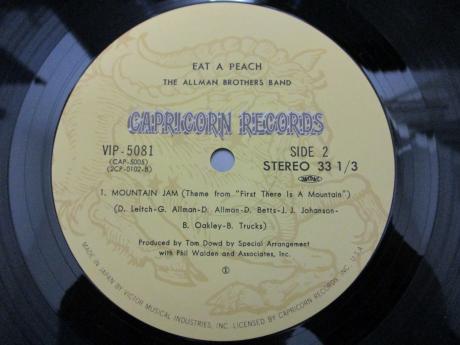 EAT A PEACH
THE ALLMAN BROTHERS BAND
CAPRICORN RECORDS
VIP-5081
(CAP-5005)
(2CP-0102-B)
SIDE 2
STEREO 33 1/3
1. MOUNTAIN JAM (Theme from "First There Is A Mountain")
(D. Leitch-G. Allman-D. Allman-D. Betts-J. J. Johanson-
B. Oakley-B. Trucks)
Produced by Tom Dowd by Special Arrangement
with Phil Walden and Associates, Inc.
MADE IN JAPAN BY VICTOR MUSICAL INDUSTRIES, INC. LICENSED BY CAPRICORN RECORDS INC. U.S.A.